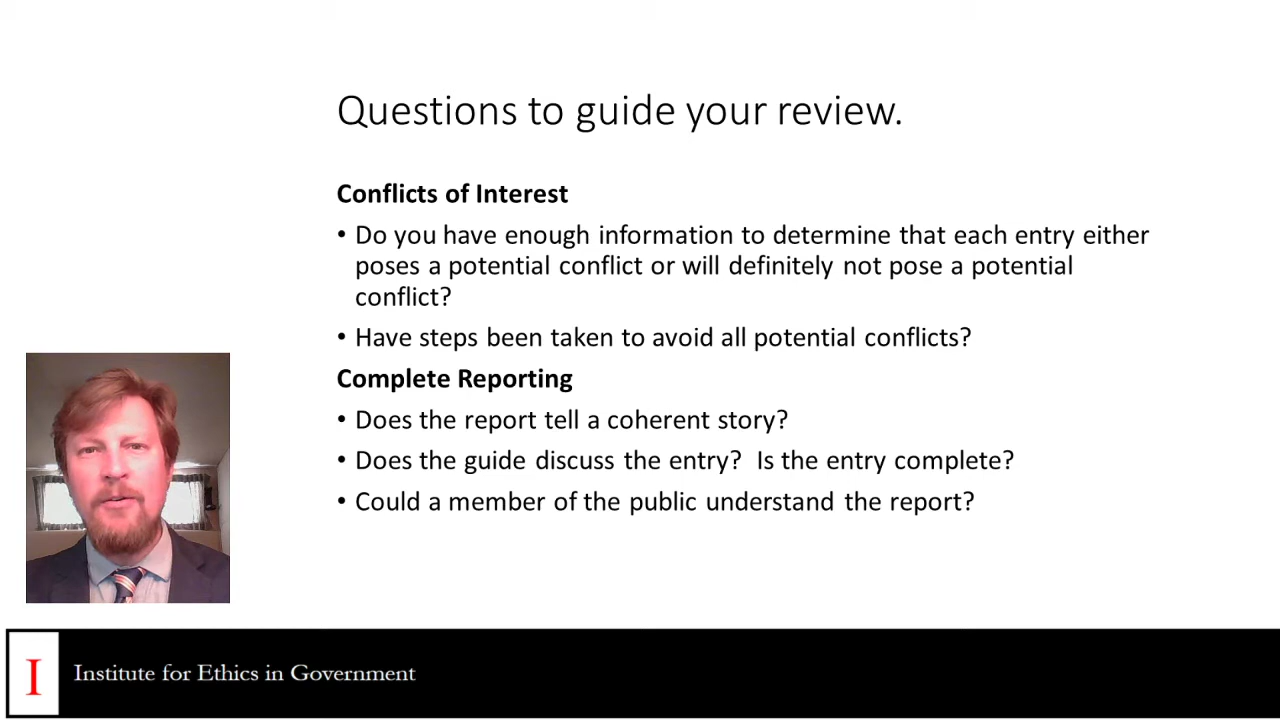 Questions to guide your review.
Conflicts of Interest
• Do you have enough information to determine that each entry either
poses a potential conflict or will definitely not pose a potential
conflict?
• Have steps been taken to avoid all potential conflicts?
Complete Reporting
• Does the report tell a coherent story?
• Does the guide discuss the entry?  Is the entry complete?
• Could a member of the public understand the report?
I
Institute for Ethics in Government